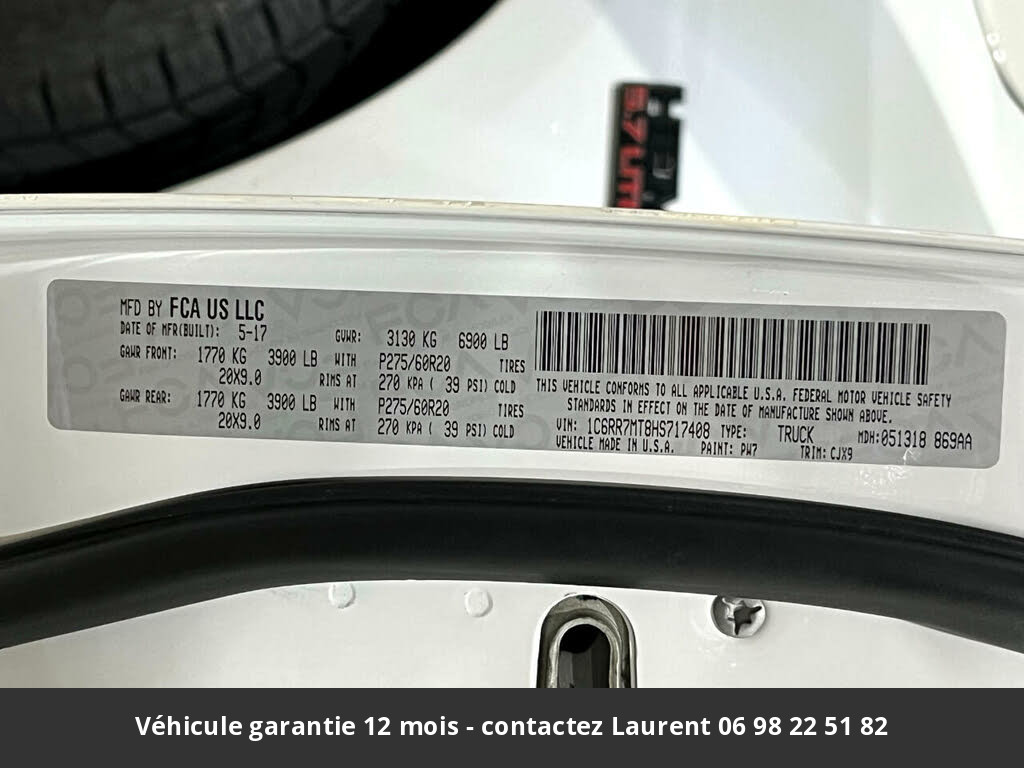 5.7 LIT
MFD BY FCA US LLC
DATE OF MFR(BUILT): 5-17 GVWR: 3130 KG 6900 LB
GAWR FRONT: 1770 KG 3900 LB WITH P275/60R20 TIRES
20X9.0 RIMS AT 270 KPA ( 39 PSI) COLD
GAWR REAR: 1770 KG 3900 LB WITH P275/60R20 TIRES
20X9.0 RIMS AT 270 KPA ( 39 PSI) COLD
THIS VEHICLE CONFORMS TO ALL APPLICABLE U.S.A. FEDERAL MOTOR VEHICLE SAFETY
STANDARDS IN EFFECT ON THE DATE OF MANUFACTURE SHOWN ABOVE.
VIN: 1C6RR7MT8HS717408 TYPE: TRUCK MDH:051318 869AA
VEHICLE MADE IN U.S.A. PAINT: PW7 TRIM: CJX9
Véhicule garantie 12 mois - contactez Laurent 06 98 22 51 82